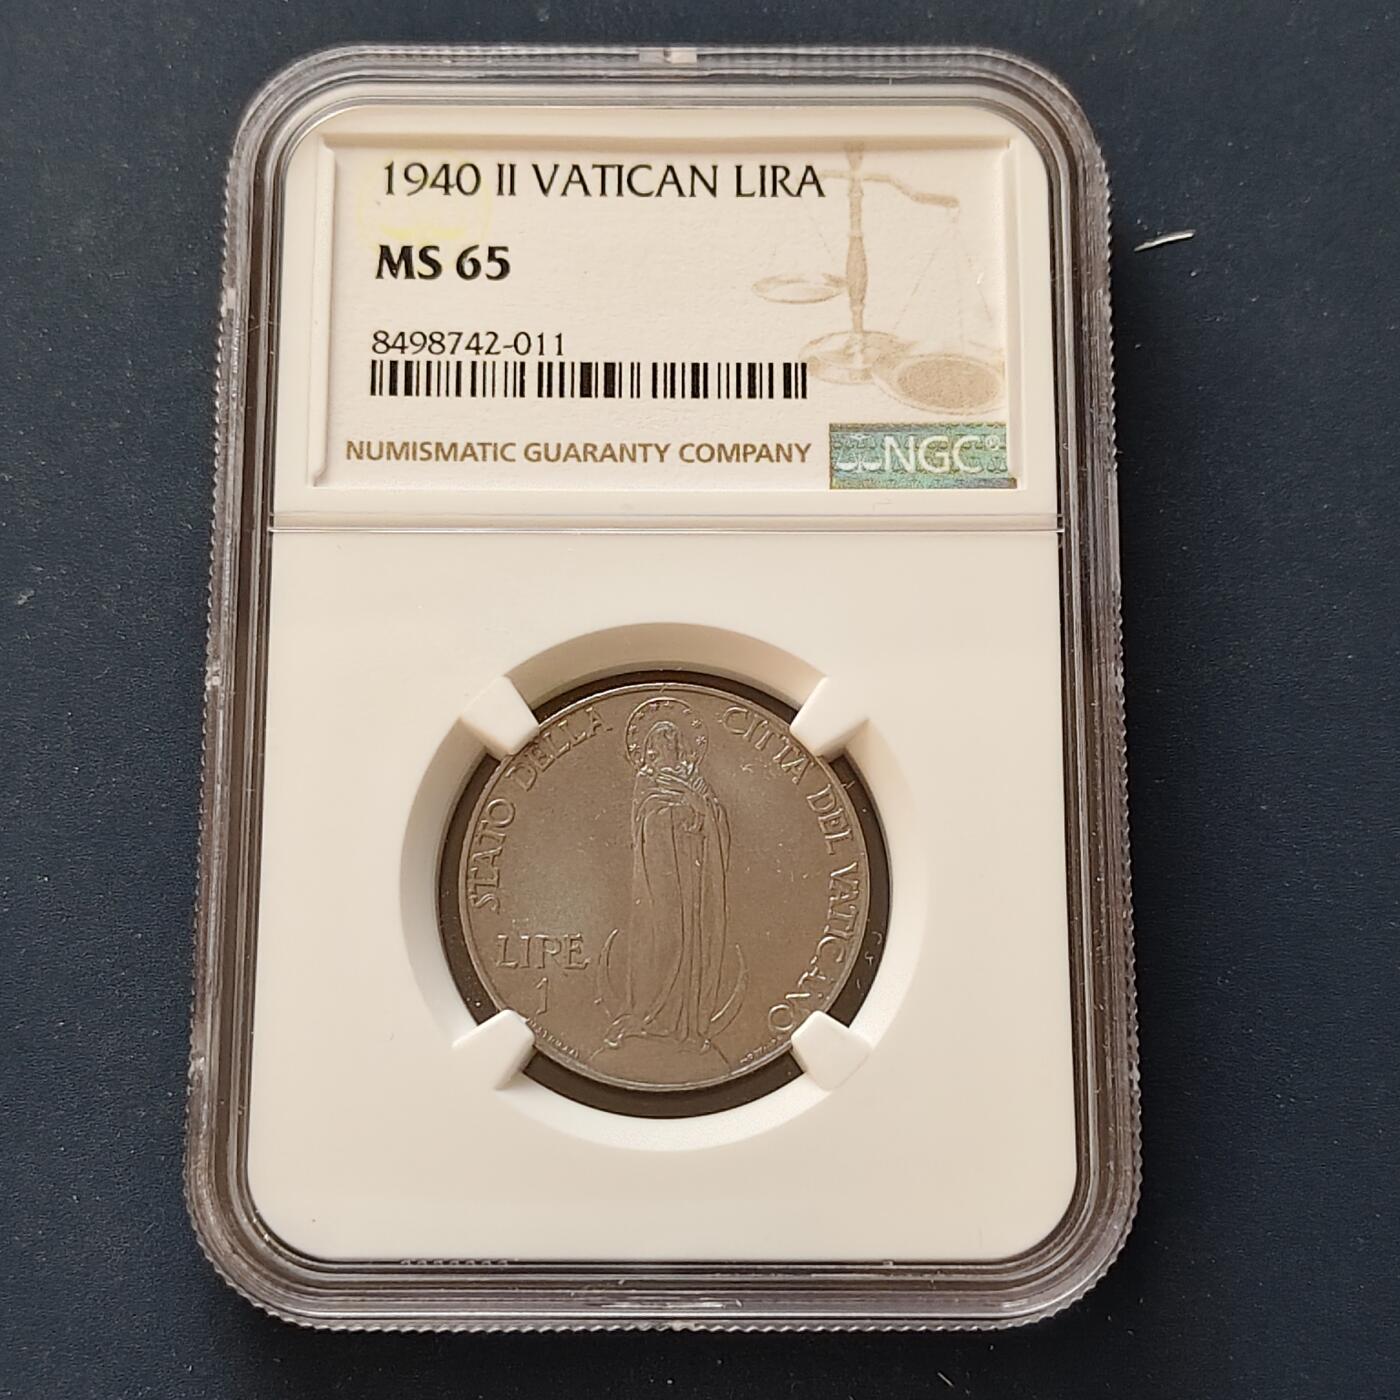 1940 II VATICAN LIRA
MS 65
8498742-011
NUMISMATIC GUARANTY COMPANY
NGC®
STATO DELLA CITTA DEL VATICANO
LIRE
1